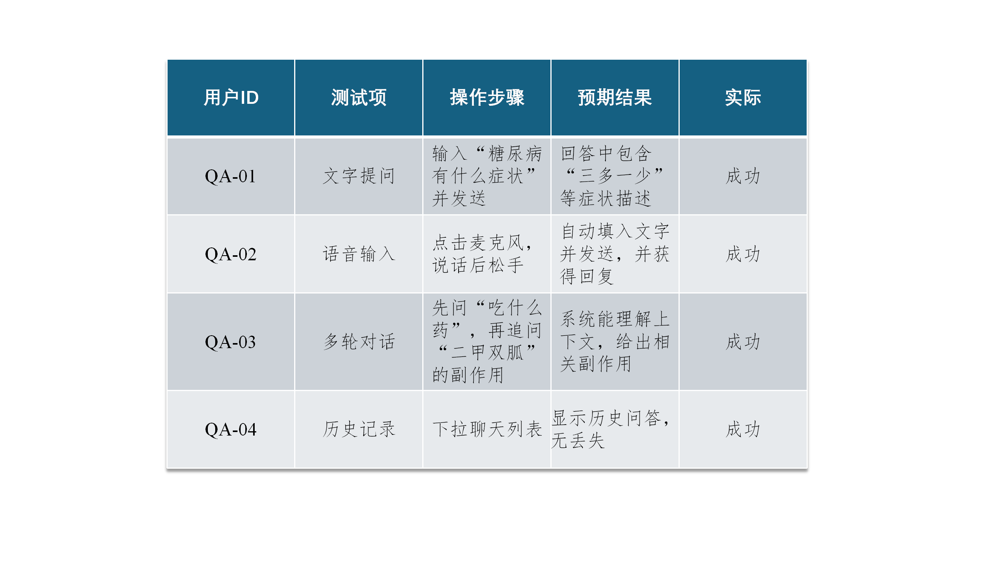 用户ID
测试项
操作步骤
预期结果
实际
QA-01
文字提问
输入“糖尿病
有什么症状”
并发送
回答中包含
“三多一少”
等症状描述
成功
QA-02
语音输入
点击麦克风，
说话后松手
自动填入文字
并发送，并获
得回复
成功
QA-03
多轮对话
先问“吃什么
药”，再追问
“二甲双胍”
的副作用
系统能理解上
下文，给出相
关副作用
成功
QA-04
历史记录
下拉聊天列表
显示历史问答，
无丢失
成功